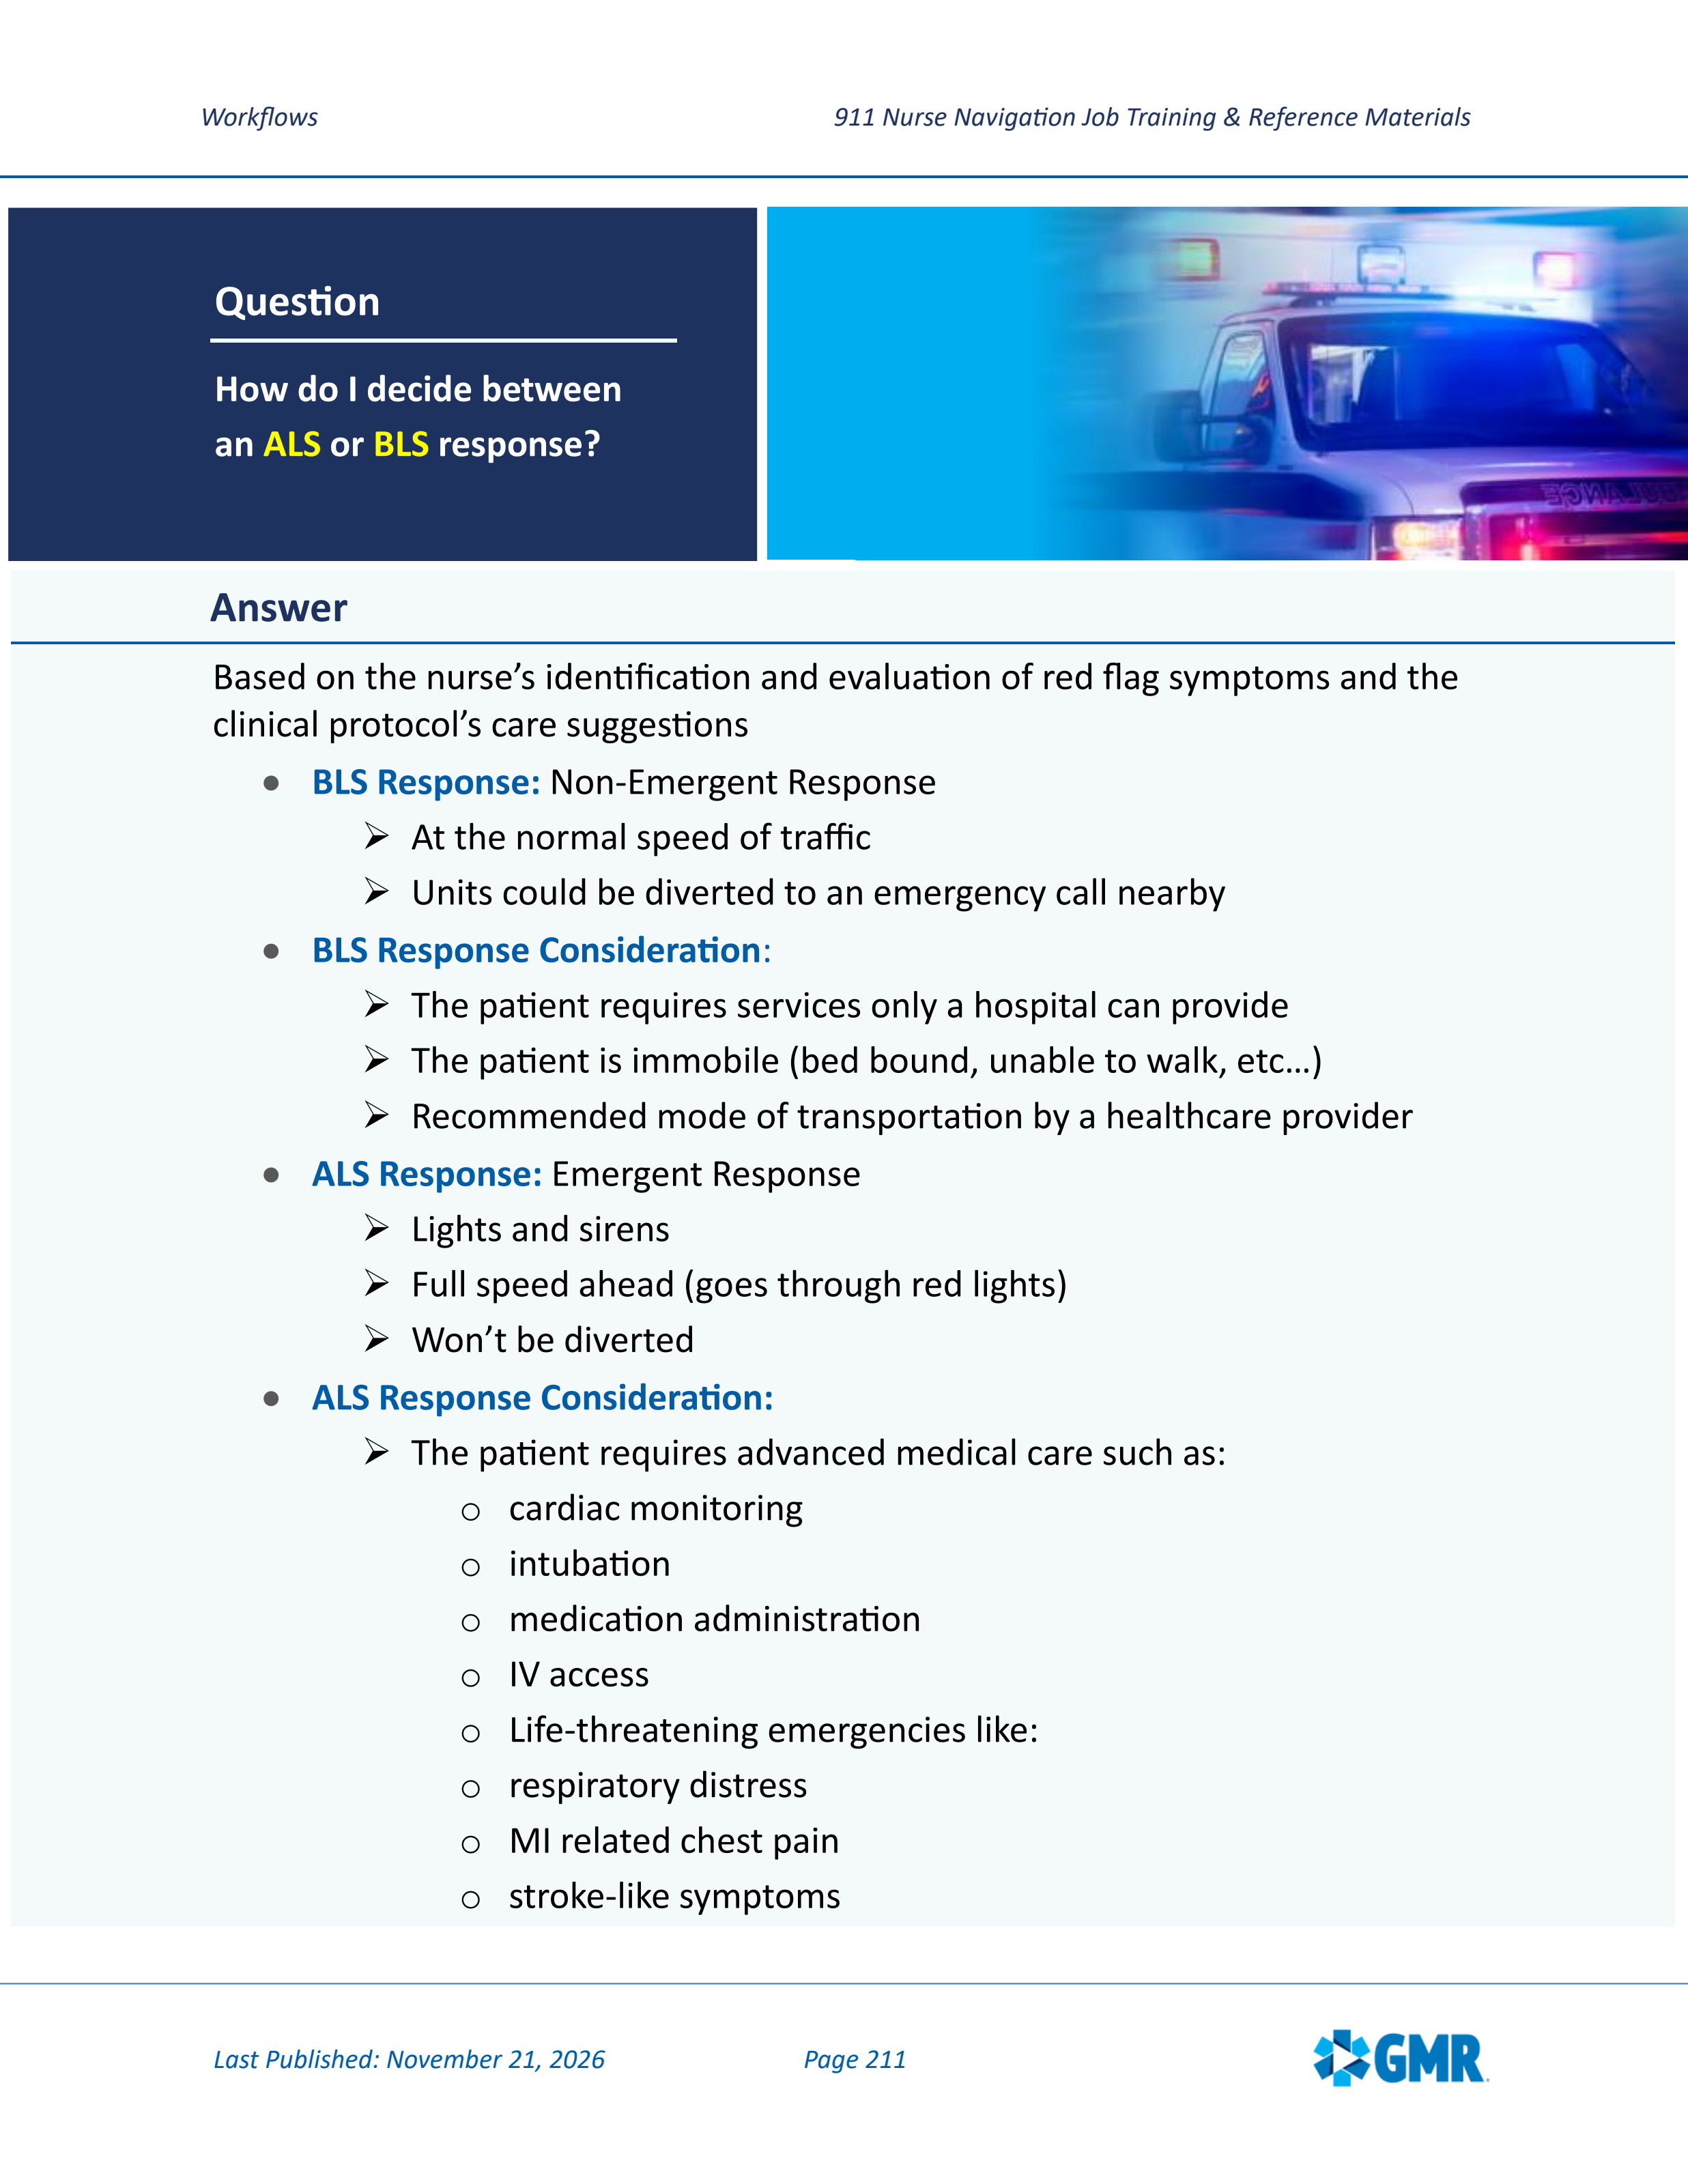 Workflows
911 Nurse Navigation Job Training & Reference Materials
Question
How do I decide between
an ALS or BLS response?
Answer
Based on the nurse’s identification and evaluation of red flag symptoms and the
clinical protocol’s care suggestions
● BLS Response: Non-Emergent Response
➢ At the normal speed of traffic
➢ Units could be diverted to an emergency call nearby
● BLS Response Consideration:
➢ The patient requires services only a hospital can provide
➢ The patient is immobile (bed bound, unable to walk, etc…)
➢ Recommended mode of transportation by a healthcare provider
● ALS Response: Emergent Response
➢ Lights and sirens
➢ Full speed ahead (goes through red lights)
➢ Won’t be diverted
● ALS Response Consideration:
➢ The patient requires advanced medical care such as:
○ cardiac monitoring
○ intubation
○ medication administration
○ IV access
○ Life-threatening emergencies like:
○ respiratory distress
○ MI related chest pain
○ stroke-like symptoms
Last Published: November 21, 2026
Page 211
GMR